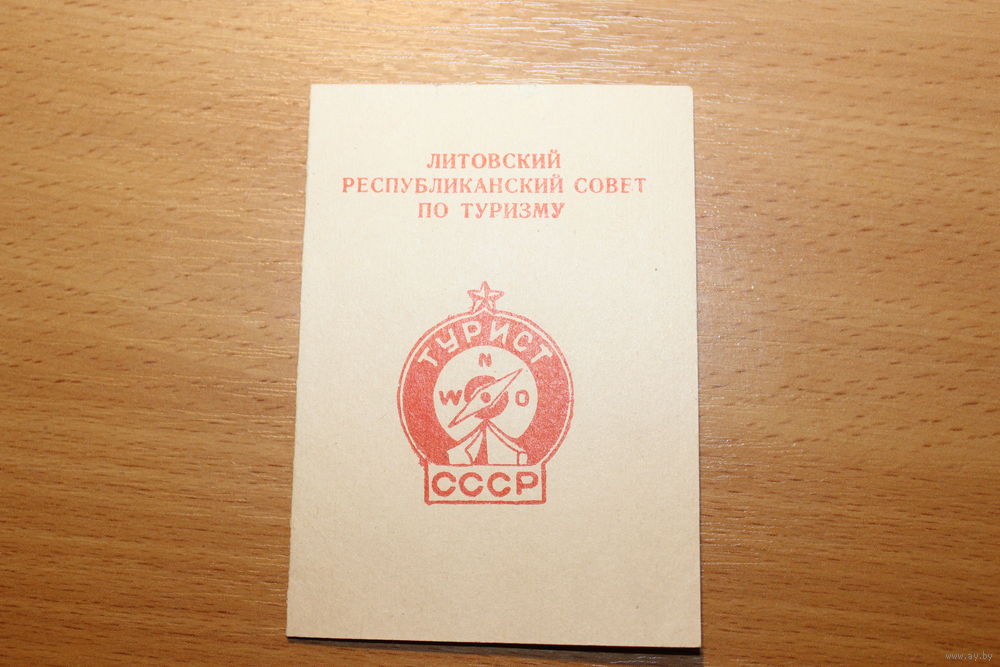 ЛИТОВСКИЙ
РЕСПУБЛИКАНСКИЙ СОВЕТ
ПО ТУРИЗМУ
ТУРИСТ
N
W O
СССР
www.ay.by